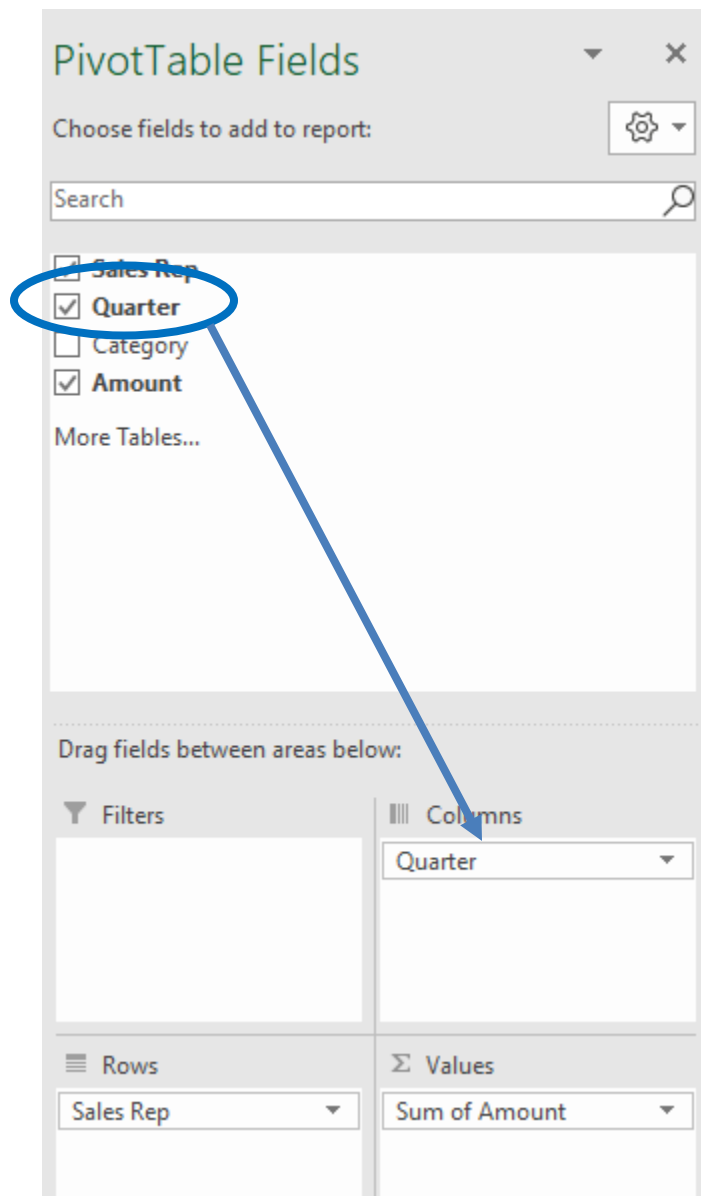 PivotTable Fields
Choose fields to add to report:
Search
Sales Rep
Quarter
Category
Amount
More Tables...
Drag fields between areas below:
Filters
Columns
Quarter
Rows
Σ Values
Sales Rep
Sum of Amount